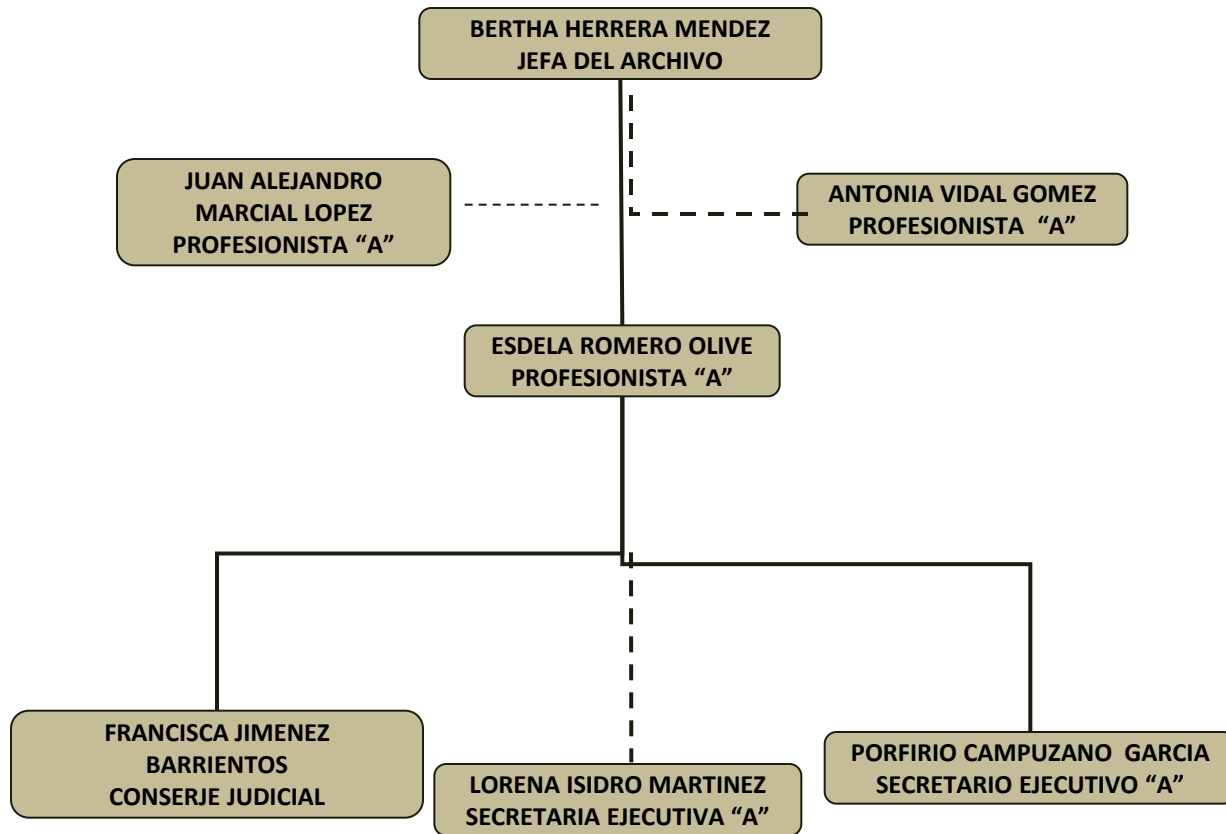 BERTHA HERRERA MENDEZ
JEFA DEL ARCHIVO
JUAN ALEJANDRO
MARCIAL LOPEZ
PROFESIONISTA “A”
ANTONIA VIDAL GOMEZ
PROFESIONISTA “A”
ESDELA ROMERO OLIVE
PROFESIONISTA “A”
FRANCISCA JIMENEZ
BARRIENTOS
CONSERJE JUDICIAL
LORENA ISIDRO MARTINEZ
SECRETARIA EJECUTIVA “A”
PORFIRIO CAMPUZANO GARCIA
SECRETARIO EJECUTIVO “A”